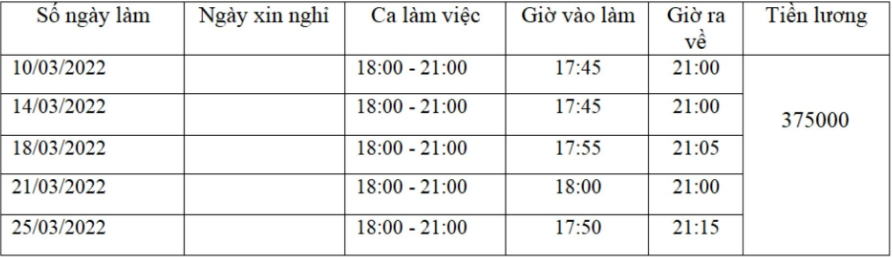 Số ngày làm Ngày xin nghỉ Ca làm việc Giờ vào làm Giờ ra về Tiền lương
10/03/2022 18:00 - 21:00 17:45 21:00
14/03/2022 18:00 - 21:00 17:45 21:00
375000
18/03/2022 18:00 - 21:00 17:55 21:05
21/03/2022 18:00 - 21:00 18:00 21:00
25/03/2022 18:00 - 21:00 17:50 21:15